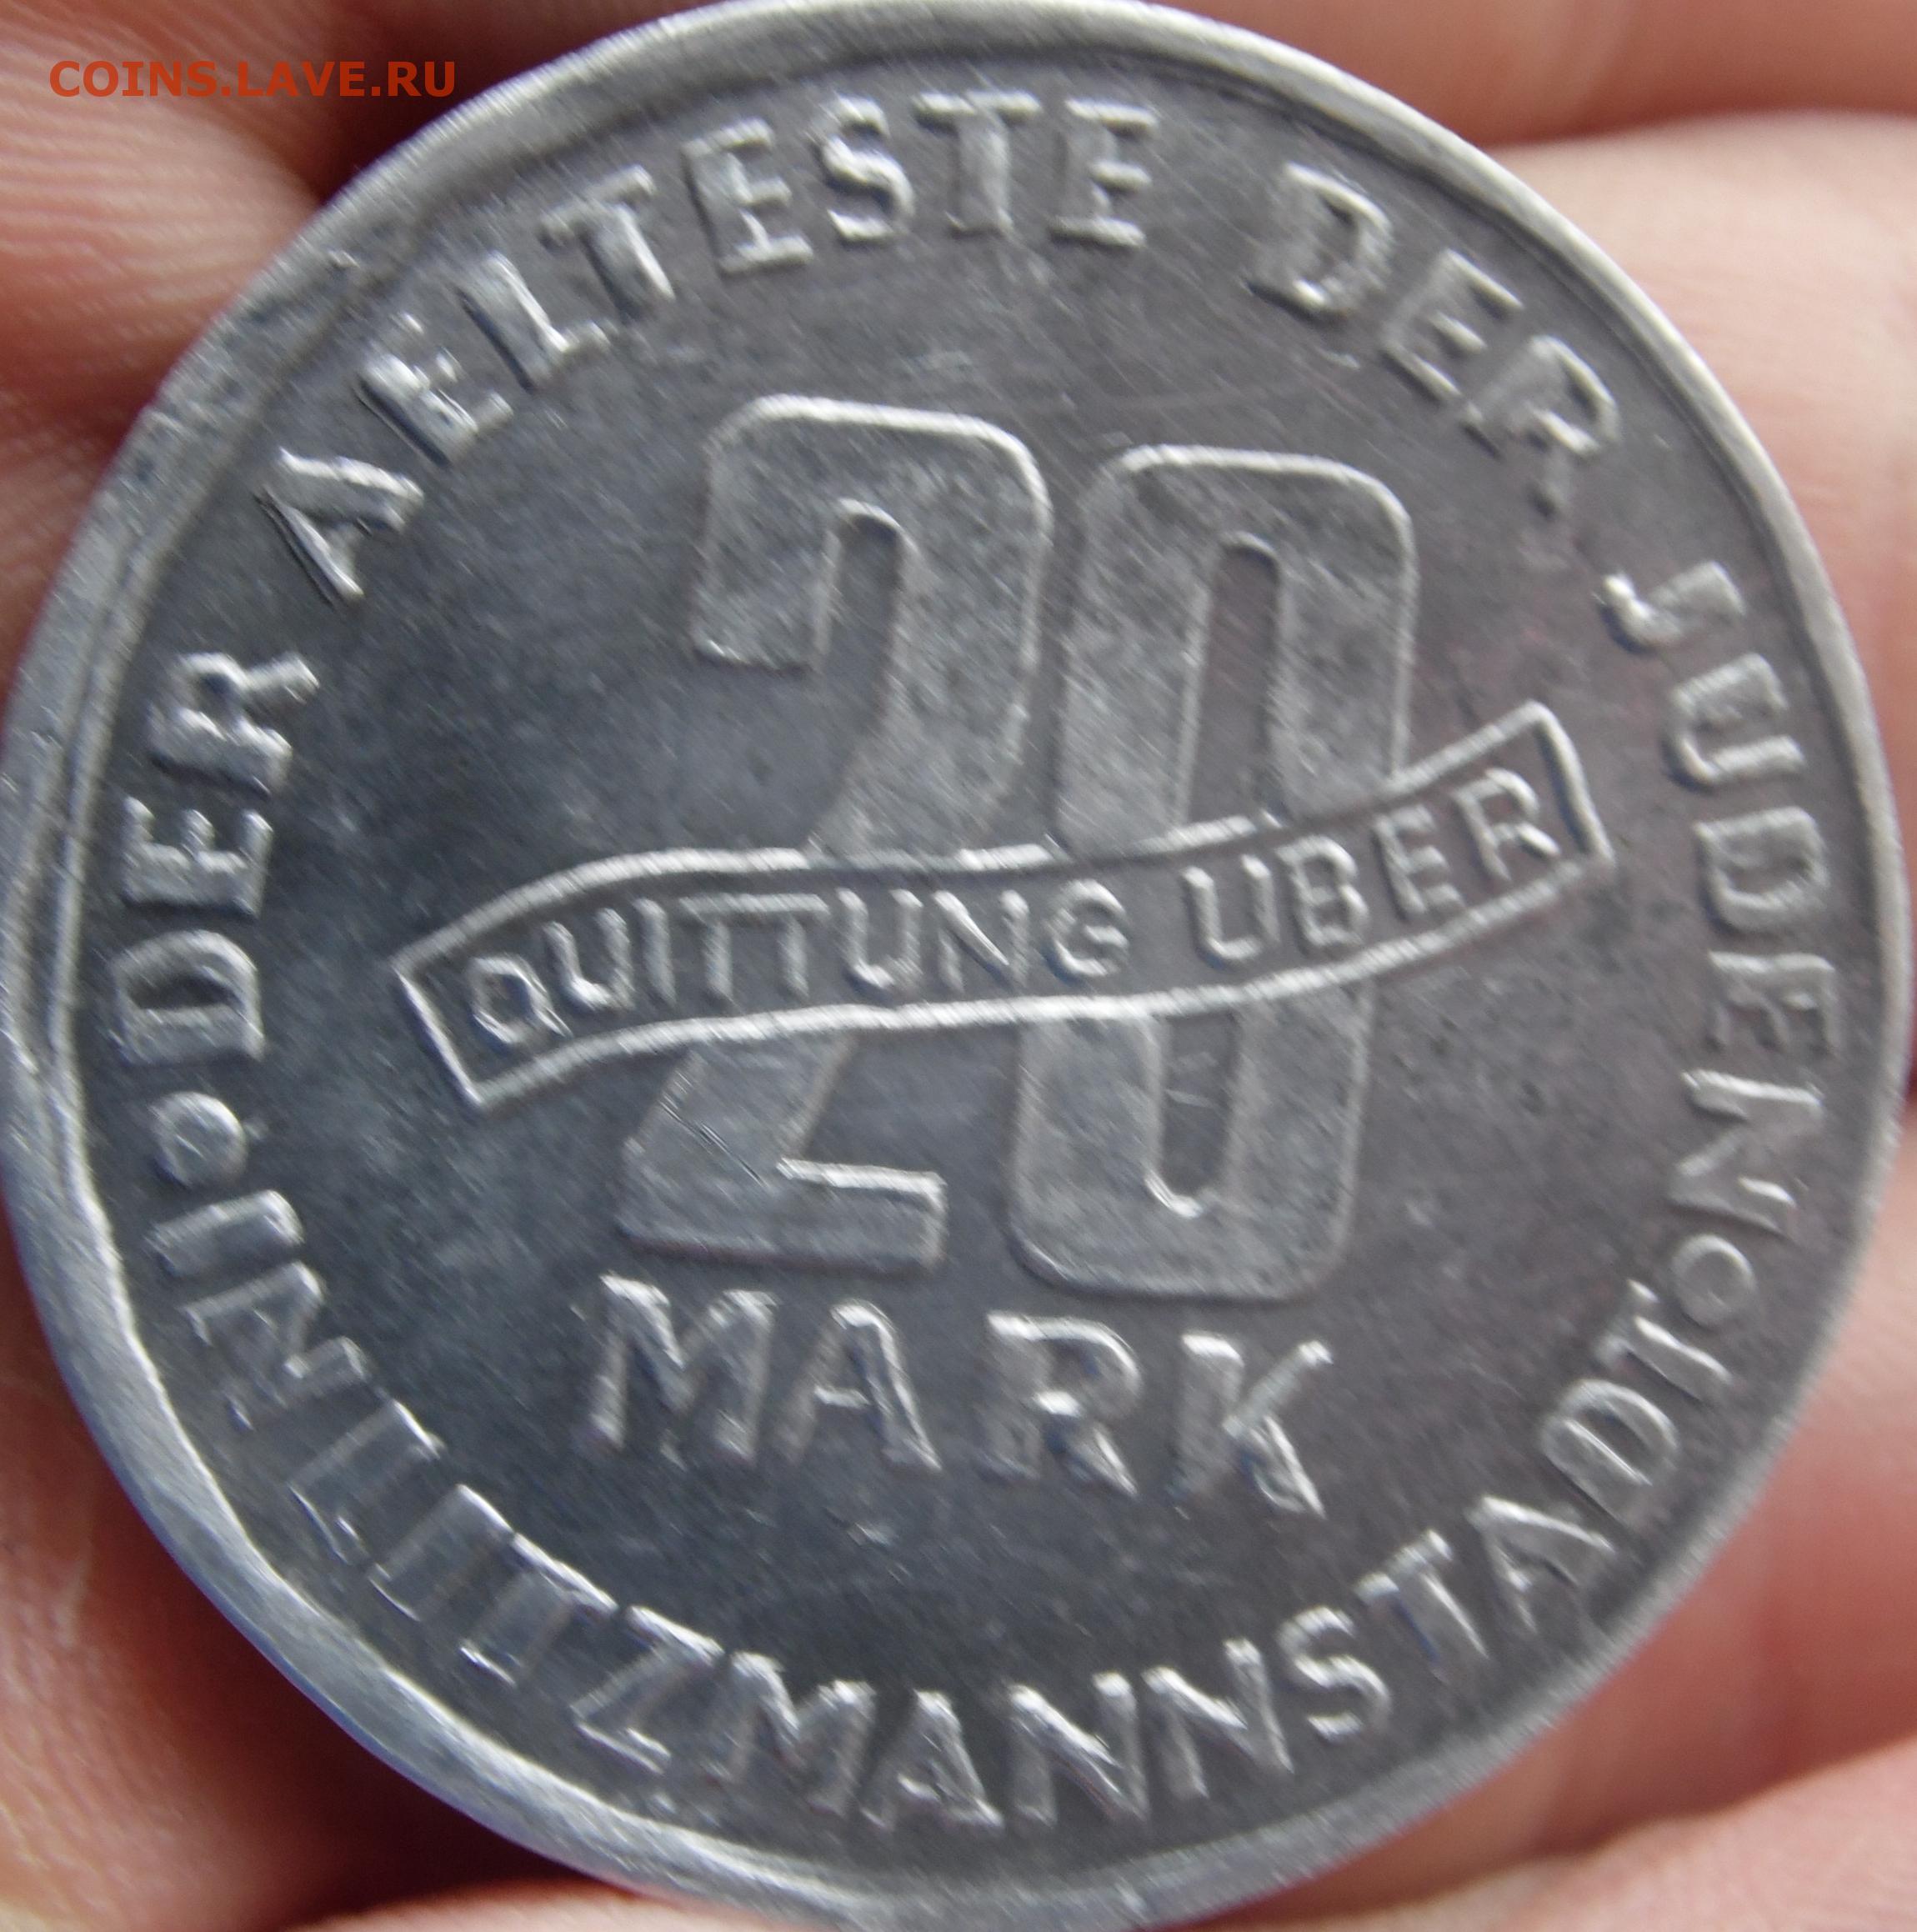 COINS.LAVE.RU
DER AELTESTE DER JUDEN
20
QUITTUNG UBER
MARK
IN LITZMANNSTADT